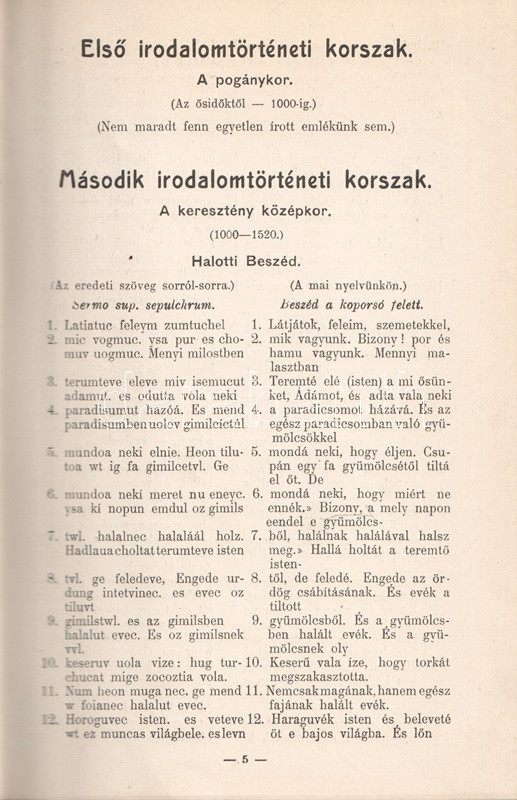 Első irodalomtörténeti korszak.
A pogánykor.
(Az ősidőktől — 1000-ig.)
(Nem maradt fenn egyetlen írott emlékünk sem.)
Második irodalomtörténeti korszak.
A keresztény középkor.
(1000—1520.)
Halotti Beszéd.
(Az eredeti szöveg sorról-sorra.)
Sermo sup. sepulchrum.
1. Latiatuc feleym zumtuchel
2. mic vogmuc. ysa pur es cho-
muv uogmuc. Menyi milostben
3. terumteve eleve miv isemucut
adamut. es odutta vola neki
4. paradisumut hazóá. Es mend
paradisumben uolov gimilcictól
5. mundoa neki elnie. Heon tilu-
toa wt ig fa gimilcetvl. Ge
6. mundoa neki meret nu eneyc.
ysa ki nopun emdul oz gimils
7. twl. halalnec halaláál holz.
Hadlaua choltat terumteve isten
8. tvl. ge feledeve, Engede ur-
dung intetvinec. es evec oz
tiluvt
9. gimilstwl. es az gimilsben
halalut evec. Es oz gimilsnek
vvl.
10. keseruv uola vize: hug tur-
chucat mige zocoztia vola.
11. Num heon muga nec. ge mend
w foianec halalut evec.
12. Horoguvec isten. es veteve
wt ez muncas világbele. es levn
(A mai nyelvünkön.)
Beszéd a koporsó felett.
1. Látjátok, feleim, szemetekkel,
2. mik vagyunk. Bizony! por és
hamu vagyunk. Mennyi ma-
lasztban
3. Teremté elé (isten) a mi ősün-
ket, Ádámot, és adta vala neki
4. a paradicsomot házává. És az
egész paradicsomban való gyü-
mölcsökkel
5. mondá neki, hogy éljen. Csu-
pán egy fa gyümölcsétől tiltá
el őt. De
6. mondá neki, hogy miért ne
ennék.» Bizony, a mely napon
eendel e gyümölcs-
7. ből, halálnak halálával halsz
meg.» Hallá holtát a teremtő
isten-
8. től, de feledé. Engede az ör-
dög csábításának. És evék a
tiltott
9. gyümölcsből. És a gyümölcs-
ben halált evék. És a gyü-
mölcsnek oly
10. Keserű vala íze, hogy torkát
megszakasztotta.
11. Nemcsak magának, hanem egész
fajának halált evék.
12. Haraguvék isten és beleveté
őt e bajos világba. És lőn
— 5 —